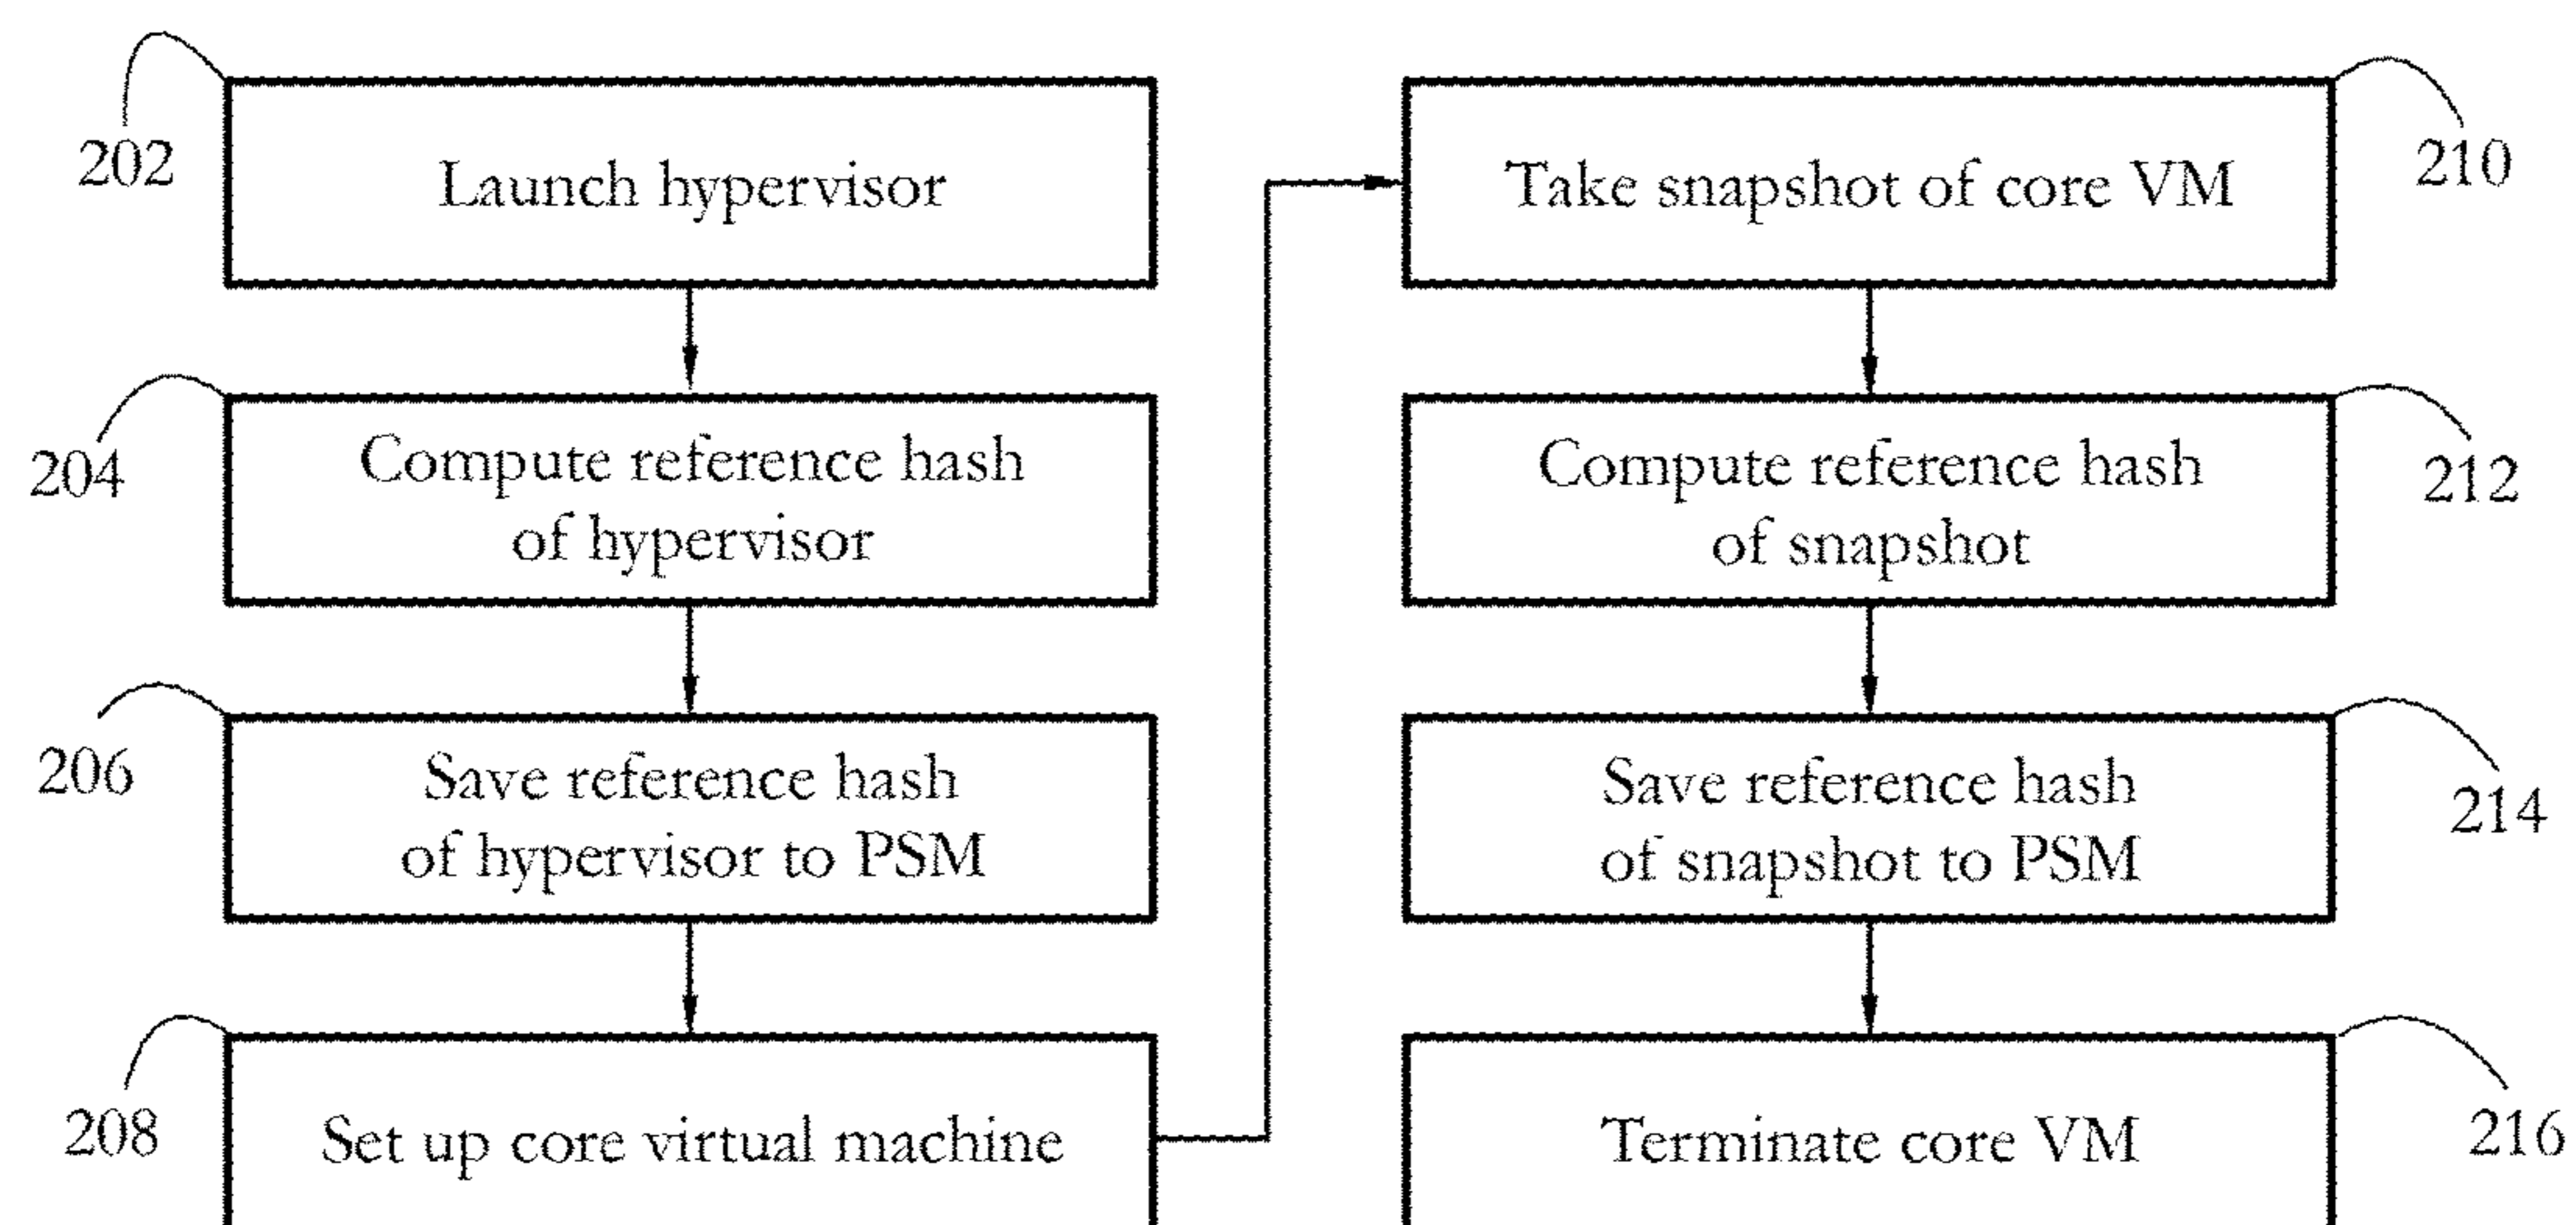 202
Launch hypervisor
204
Compute reference hash
of hypervisor
206
Save reference hash
of hypervisor to PSM
208
Set up core virtual machine
210
Take snapshot of core VM
212
Compute reference hash
of snapshot
214
Save reference hash
of snapshot to PSM
216
Terminate core VM